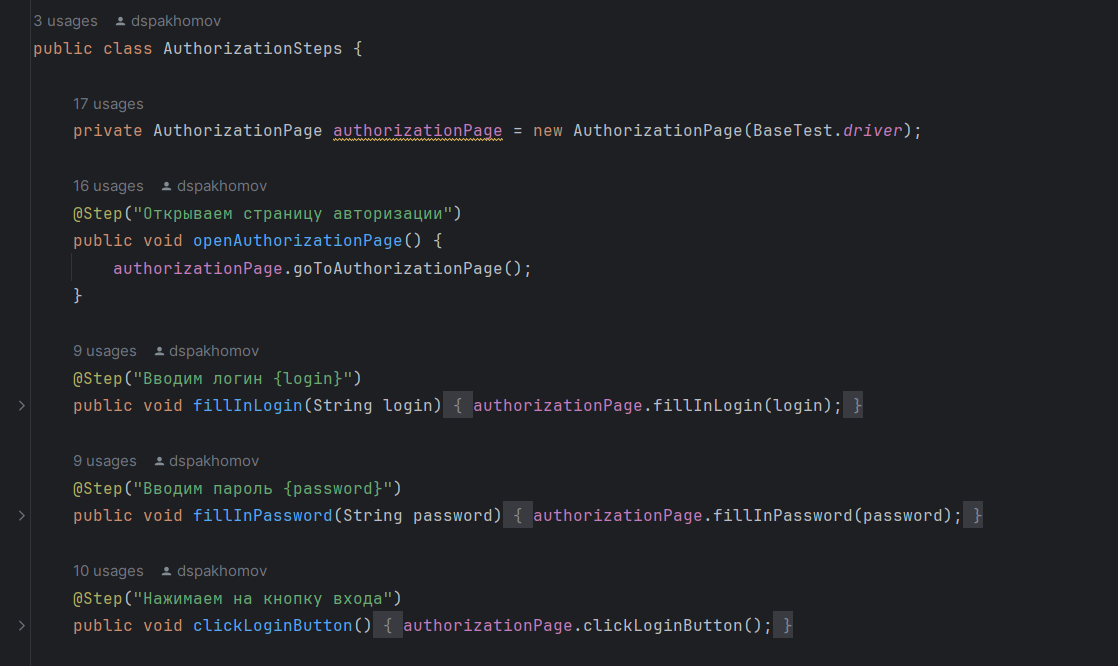 3 usages dspakhomov
public class AuthorizationSteps {
17 usages
private AuthorizationPage authorizationPage = new AuthorizationPage(BaseTest.driver);
16 usages dspakhomov
@Step("Открываем страницу авторизации")
public void openAuthorizationPage() {
authorizationPage.goToAuthorizationPage();
}
9 usages dspakhomov
@Step("Вводим логин {login}")
public void fillInLogin(String login) { authorizationPage.fillInLogin(login); }
9 usages dspakhomov
@Step("Вводим пароль {password}")
public void fillInPassword(String password) { authorizationPage.fillInPassword(password); }
10 usages dspakhomov
@Step("Нажимаем на кнопку входа")
public void clickLoginButton() { authorizationPage.clickLoginButton(); }